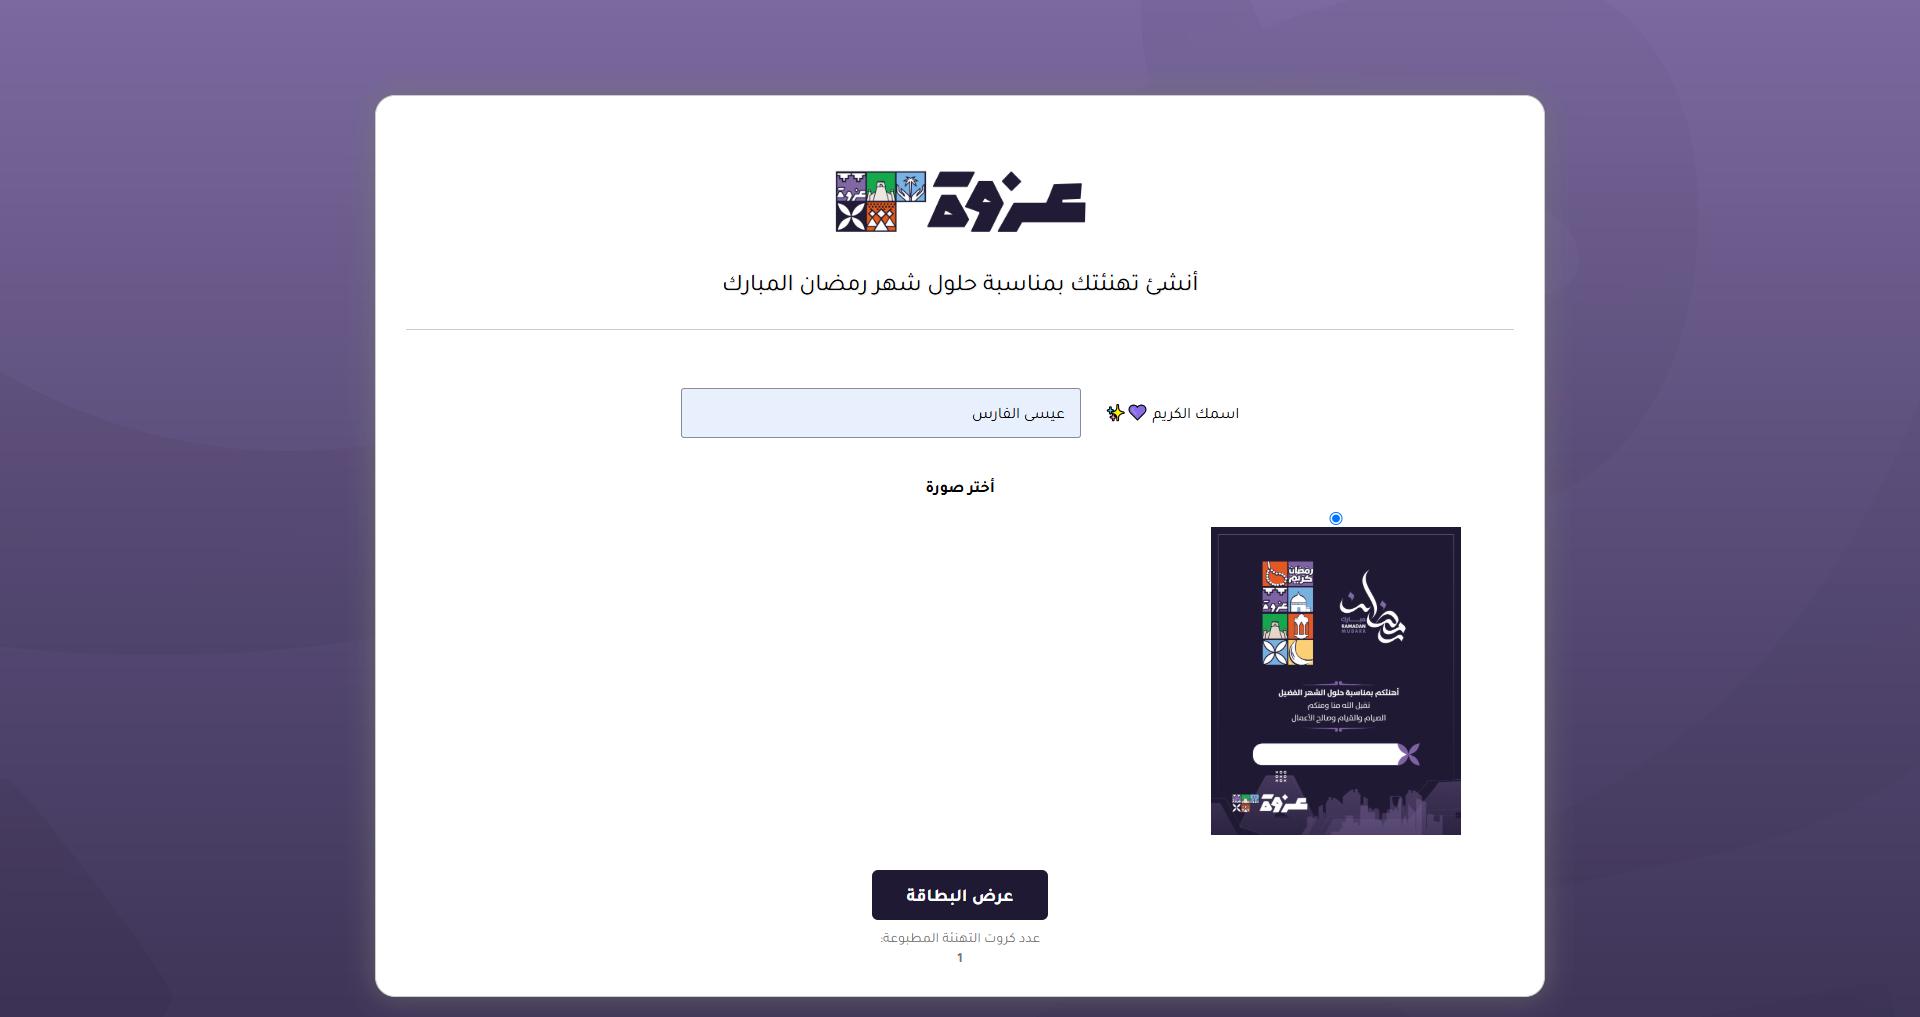 عزوة
عزوة
أنشئ تهنئتك بمناسبة حلول شهر رمضان المبارك
اسمك الكريم 💜✨
عيسى الفارس
أختر صورة
رمضان كريم
عزوة
رمضان
مبارك
RAMADAN
MUBARK
أهنئكم بمناسبة حلول الشهر الفضيل
تقبل الله منا ومنكم
الصيام والقيام وصالح الأعمال
عزوة
عرض البطاقة
عدد كروت التهنئة المطبوعة:
1